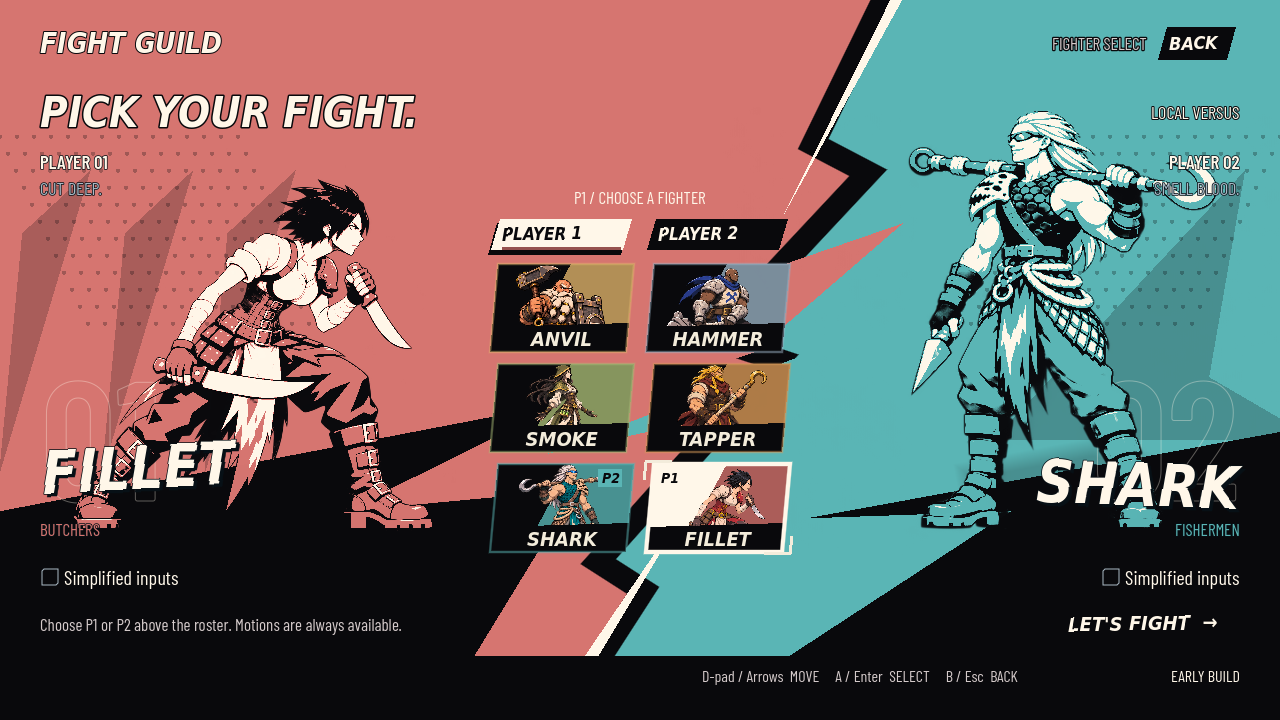 FIGHT GUILD
FIGHTER SELECT
BACK
PICK YOUR FIGHT.
LOCAL VERSUS
PLAYER 01
CUT DEEP.
PLAYER 02
SMELL BLOOD.
P1 / CHOOSE A FIGHTER
PLAYER 1
PLAYER 2
ANVIL
HAMMER
SMOKE
TAPPER
P2
SHARK
P1
FILLET
01
FILLET
BUTCHERS
02
SHARK
FISHERMEN
Simplified inputs
Simplified inputs
Choose P1 or P2 above the roster. Motions are always available.
LET'S FIGHT →
D-pad / Arrows MOVE A / Enter SELECT B / Esc BACK
EARLY BUILD